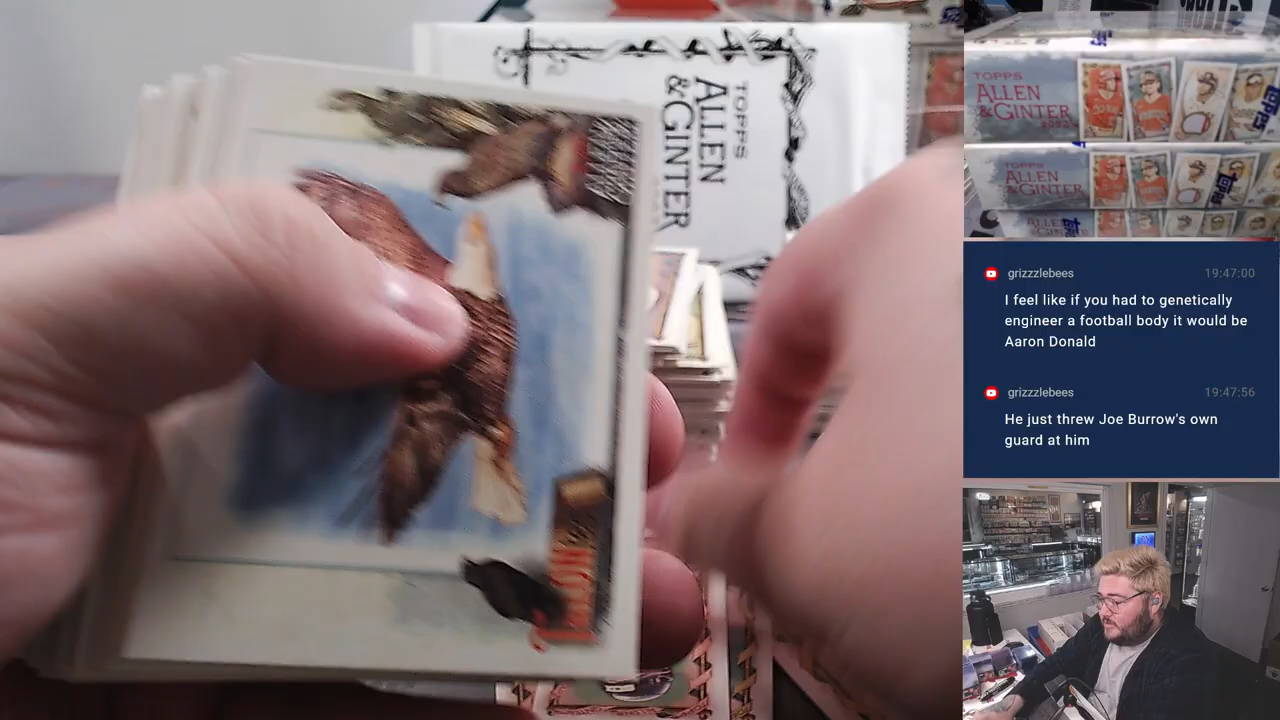 TOPPS
ALLEN
& GINTER
TOPPS
ALLEN
& GINTER
TOPPS
ALLEN
& GINTER
grizzzlebees 19:47:00
I feel like if you had to genetically
engineer a football body it would be
Aaron Donald
grizzzlebees 19:47:56
He just threw Joe Burrow's own
guard at him